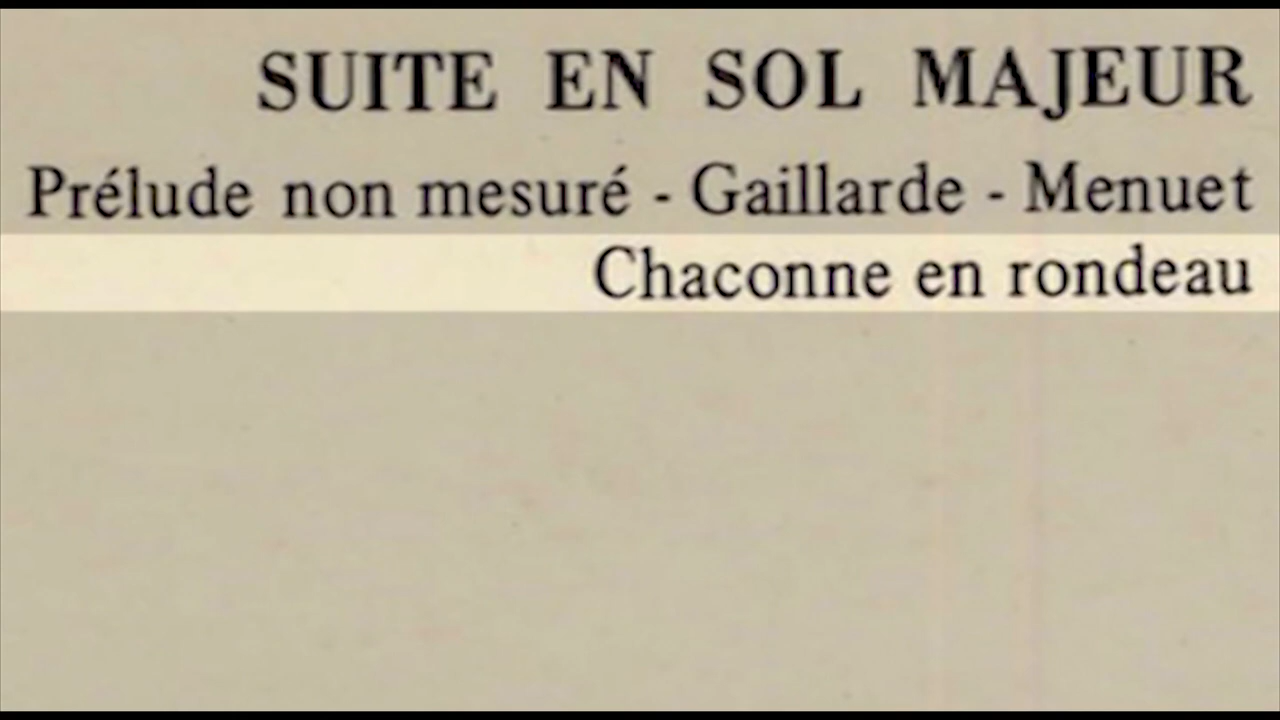 SUITE EN SOL MAJEUR
Prélude non mesuré - Gaillarde - Menuet
Chaconne en rondeau